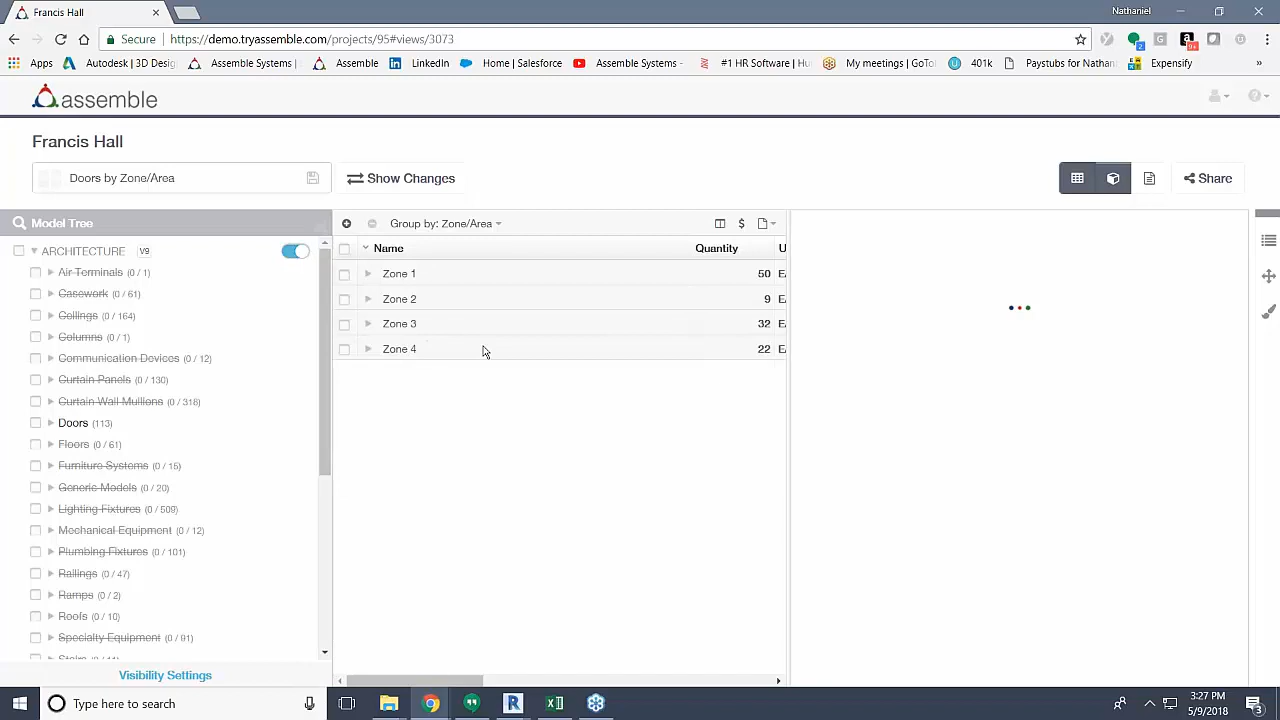 Francis Hall
Nathaniel
Secure
https://demo.tryassemble.com/projects/95#views/3073
2
9+
Apps
Autodesk | 3D Desig
Assemble Systems |
Assemble
LinkedIn
Home | Salesforce
Assemble Systems -
#1 HR Software | Hu
My meetings | GoTo
401k
Paystubs for Nathan
Expensify
»
assemble
Francis Hall
Doors by Zone/Area
Show Changes
Share
Model Tree
Group by: Zone/Area
$
ARCHITECTURE V9
Name
Quantity
U
Air Terminals (0 / 1)
Casework (0 / 61)
Ceilings (0 / 164)
Columns (0 / 1)
Communication Devices (0 / 12)
Curtain Panels (0 / 130)
Curtain Wall Mullions (0 / 318)
Doors (113)
Floors (0 / 61)
Furniture Systems (0 / 15)
Generic Models (0 / 20)
Lighting Fixtures (0 / 509)
Mechanical Equipment (0 / 12)
Plumbing Fixtures (0 / 101)
Railings (0 / 47)
Ramps (0 / 2)
Roofs (0 / 10)
Specialty Equipment (0 / 91)
Zone 1 50 E
Zone 2 9 E
Zone 3 32 E
Zone 4 22 E
Visibility Settings
Type here to search
3:27 PM
5/9/2018
3